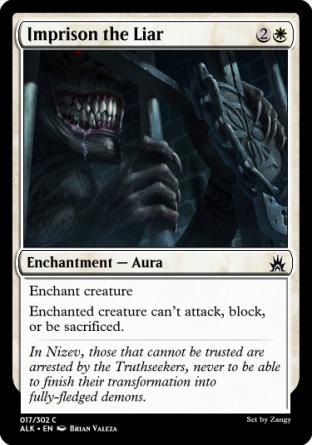 Imprison the Liar 2
Enchantment — Aura
Enchant creature
Enchanted creature can't attack, block,
or be sacrificed.
In Nizev, those that cannot be trusted are
arrested by the Truthseekers, never to be able
to finish their transformation into
fully-fledged demons.
017/302 C
ALK • EN Brian Valeza
Set by Zangy